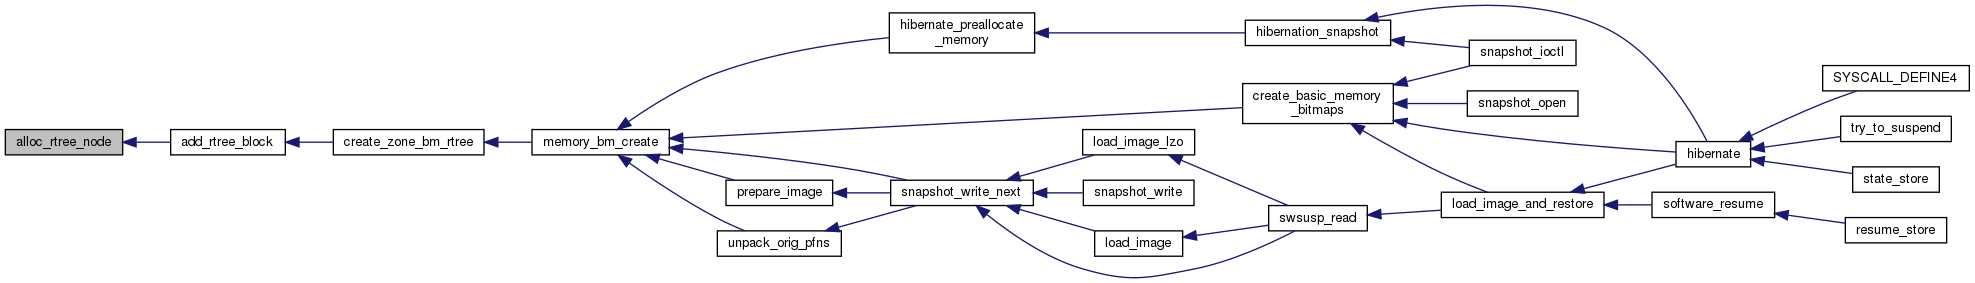 alloc_rtree_node
add_rtree_block
create_zone_bm_rtree
memory_bm_create
hibernate_preallocate
_memory
prepare_image
unpack_orig_pfns
snapshot_write_next
hibernation_snapshot
create_basic_memory
_bitmaps
load_image_lzo
snapshot_write
load_image
swsusp_read
snapshot_ioctl
snapshot_open
load_image_and_restore
hibernate
software_resume
SYSCALL_DEFINE4
try_to_suspend
state_store
resume_store